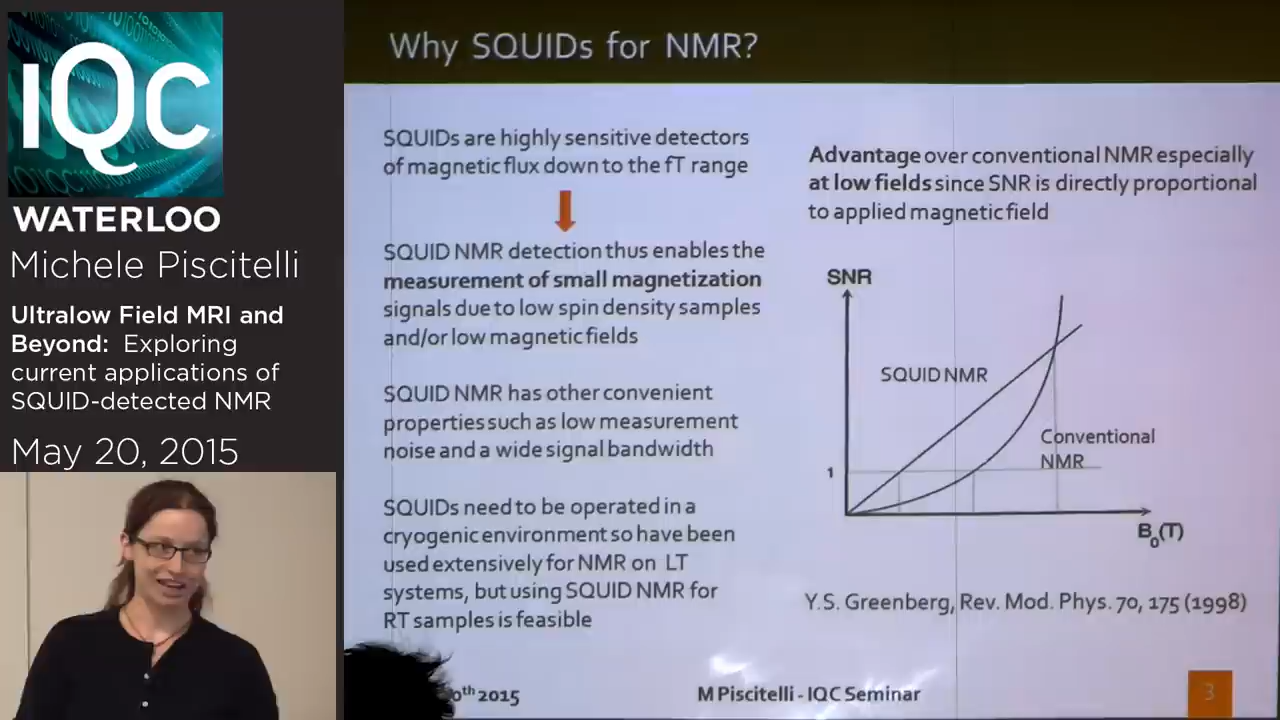 IQC
WATERLOO
Michele Piscitelli
Ultralow Field MRI and
Beyond: Exploring
current applications of
SQUID-detected NMR
May 20, 2015
Why SQUIDs for NMR?
SQUIDs are highly sensitive detectors
of magnetic flux down to the fT range
SQUID NMR detection thus enables the
measurement of small magnetization
signals due to low spin density samples
and/or low magnetic fields
SQUID NMR has other convenient
properties such as low measurement
noise and a wide signal bandwidth
SQUIDs need to be operated in a
cryogenic environment so have been
used extensively for NMR on LT
systems, but using SQUID NMR for
RT samples is feasible
Advantage over conventional NMR especially
at low fields since SNR is directly proportional
to applied magnetic field
SNR
SQUID NMR
Conventional
NMR
1
B₀(T)
Y.S. Greenberg, Rev. Mod. Phys. 70, 175 (1998)
0th 2015
M Piscitelli - IQC Seminar
3